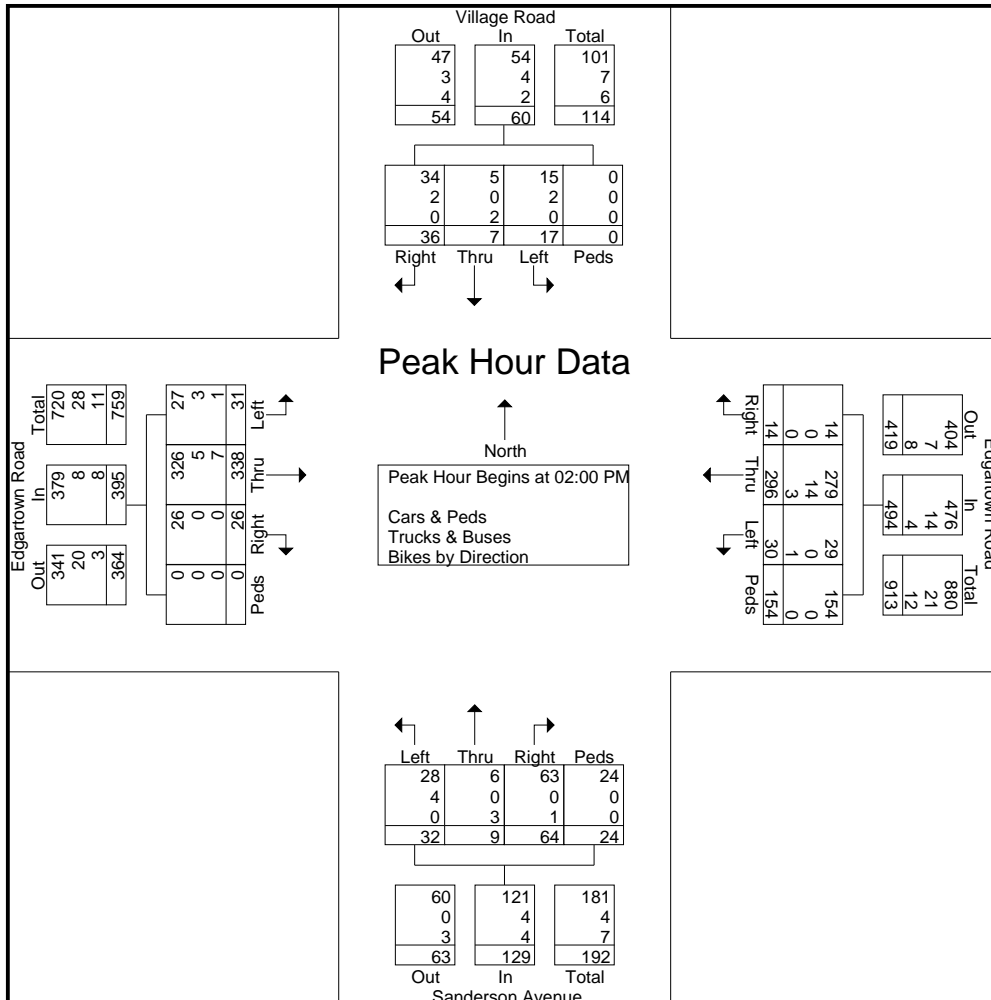 Village Road
Out In Total
47 54 101
3 4 7
4 2 6
54 60 114
34 5 15 0
2 0 2 0
0 2 0 0
36 7 17 0
Right Thru Left Peds
Peak Hour Data
North
Peak Hour Begins at 02:00 PM
Cars & Peds
Trucks & Buses
Bikes by Direction
Edgartown Road
Out In Total
341 379 720
20 8 28
3 8 11
364 395 759
27 3 1 31
326 5 7 338
26 0 0 26
0 0 0 0
Left Thru Right Peds
Edgartown Road
Out In Total
404 476 880
7 14 21
8 4 12
419 494 913
14 279 29 154
0 14 0 0
0 3 1 0
14 296 30 154
Right Thru Left Peds
Left Thru Right Peds
28 6 63 24
4 0 0 0
0 3 1 0
32 9 64 24
60 121 181
0 4 4
3 4 7
63 129 192
Out In Total
Sanderson Avenue